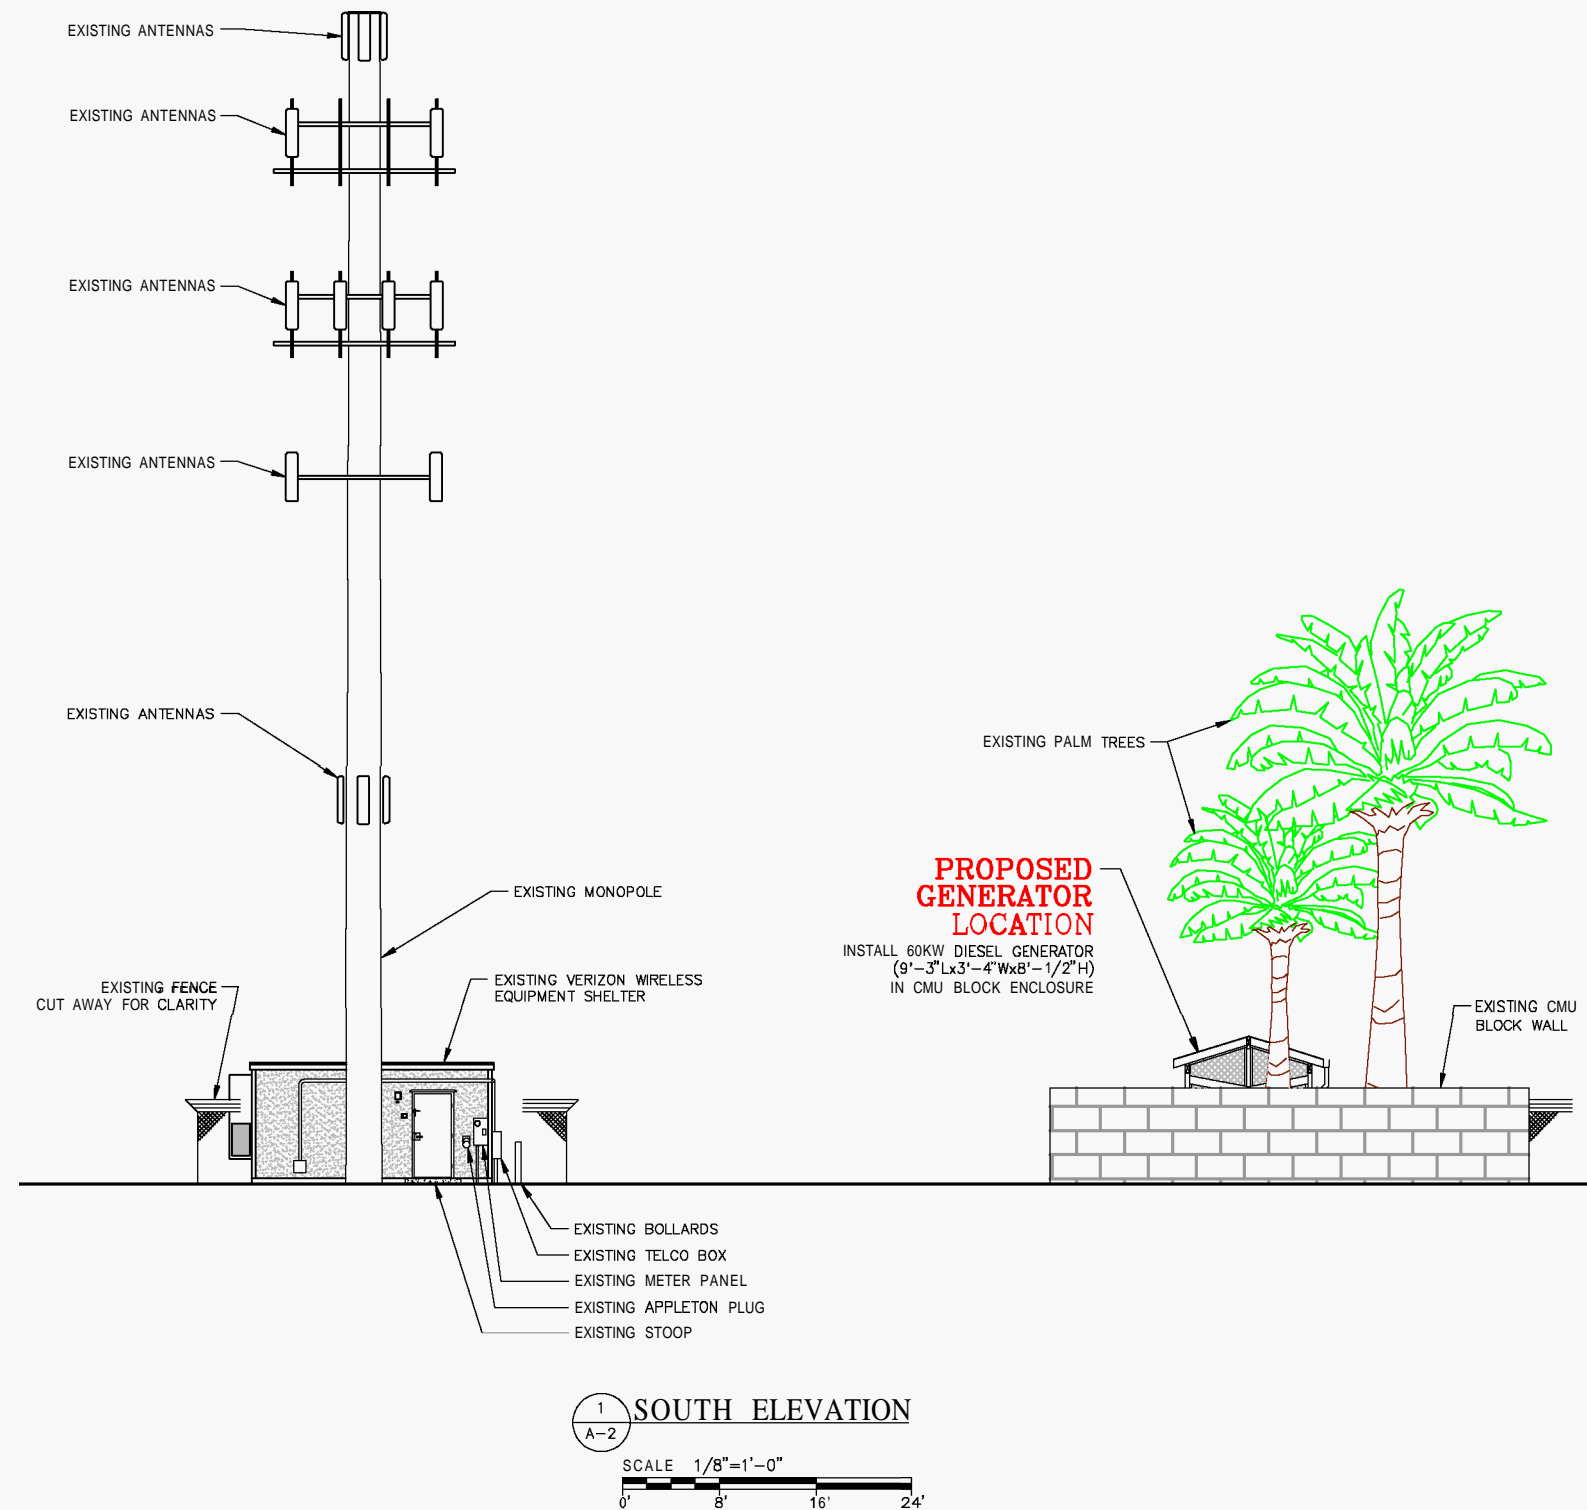 EXISTING ANTENNAS
EXISTING ANTENNAS
EXISTING ANTENNAS
EXISTING ANTENNAS
EXISTING ANTENNAS
EXISTING PALM TREES
PROPOSED
GENERATOR
LOCATION
INSTALL 60KW DIESEL GENERATOR
(9'-3"Lx3'-4"Wx8'-1/2"H)
IN CMU BLOCK ENCLOSURE
EXISTING MONOPOLE
EXISTING VERIZON WIRELESS
EQUIPMENT SHELTER
EXISTING FENCE
CUT AWAY FOR CLARITY
EXISTING CMU
BLOCK WALL
EXISTING BOLLARDS
EXISTING TELCO BOX
EXISTING METER PANEL
EXISTING APPLETON PLUG
EXISTING STOOP
1
A-2
SOUTH ELEVATION
SCALE 1/8"=1'-0"
0' 8' 16' 24'